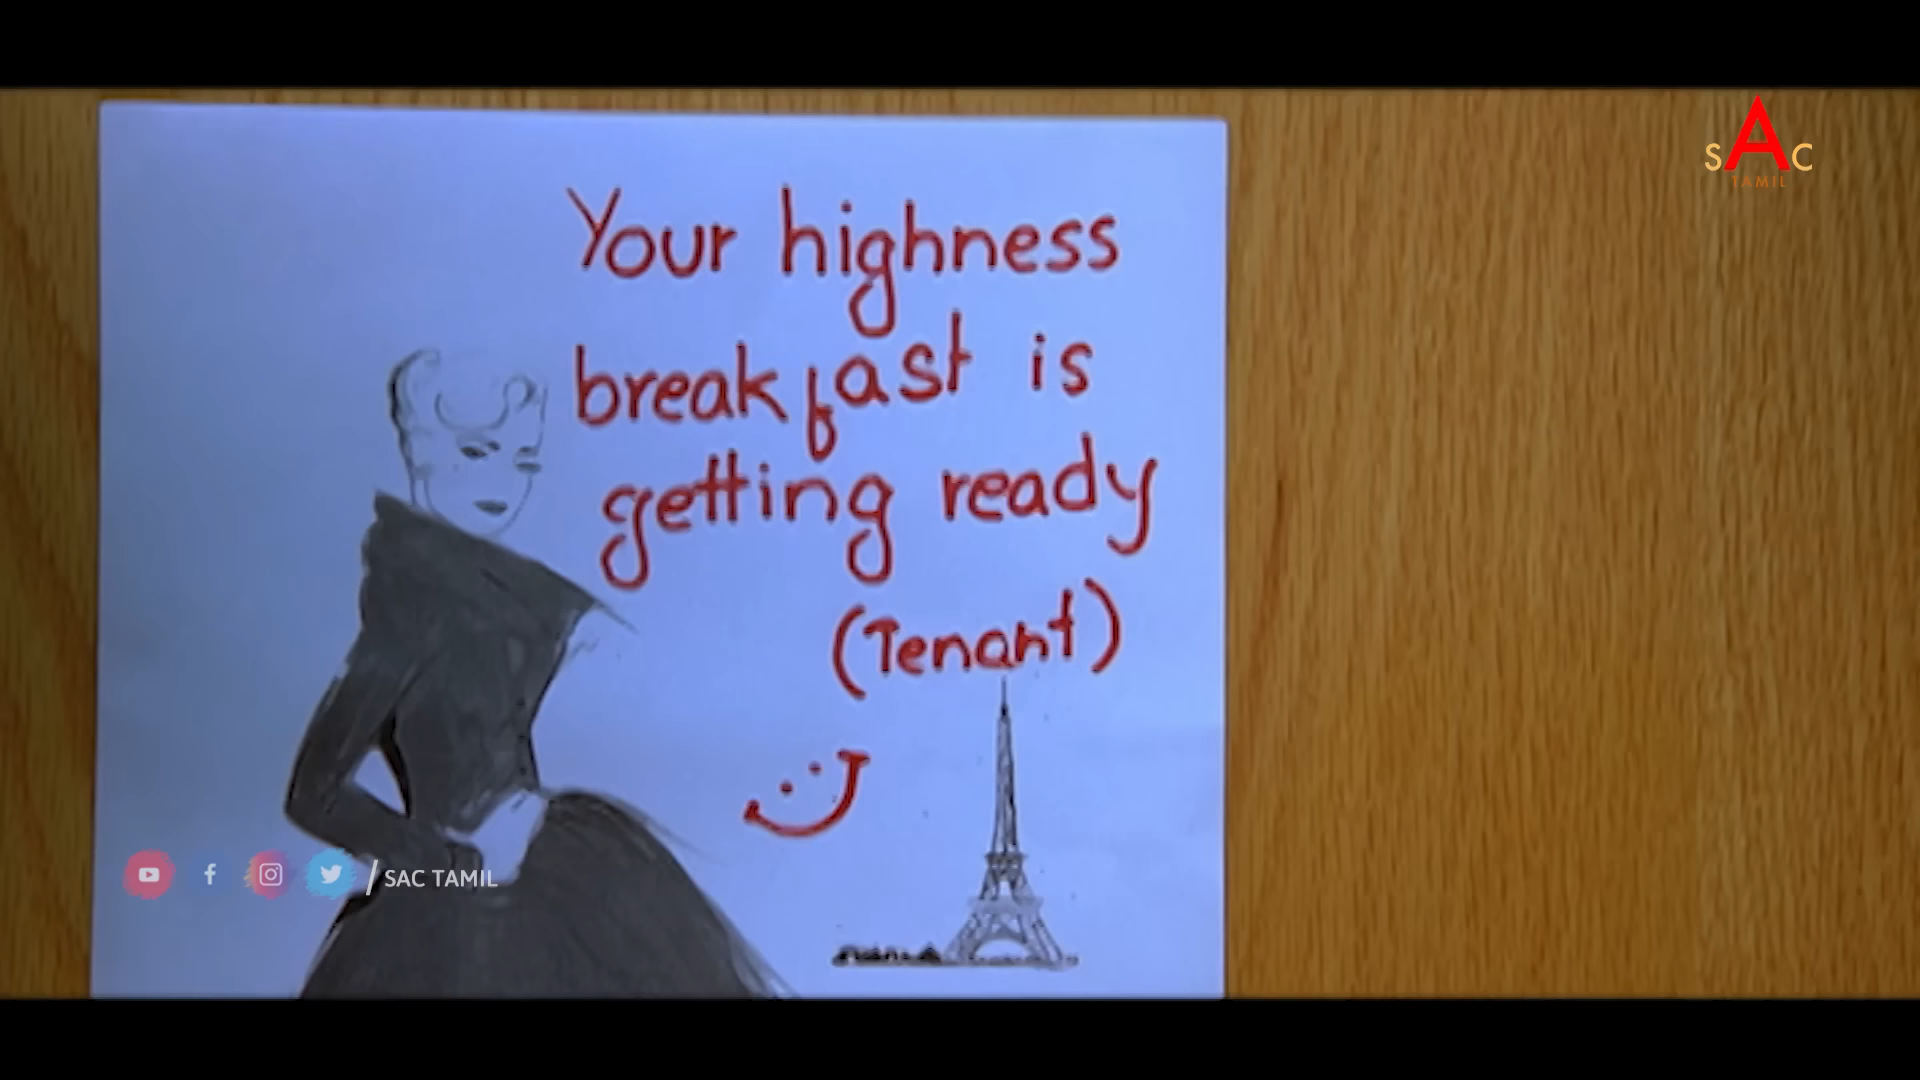 SAC
TAMIL
Your highness
breakfast is
getting ready
(Tenant)
/ SAC TAMIL